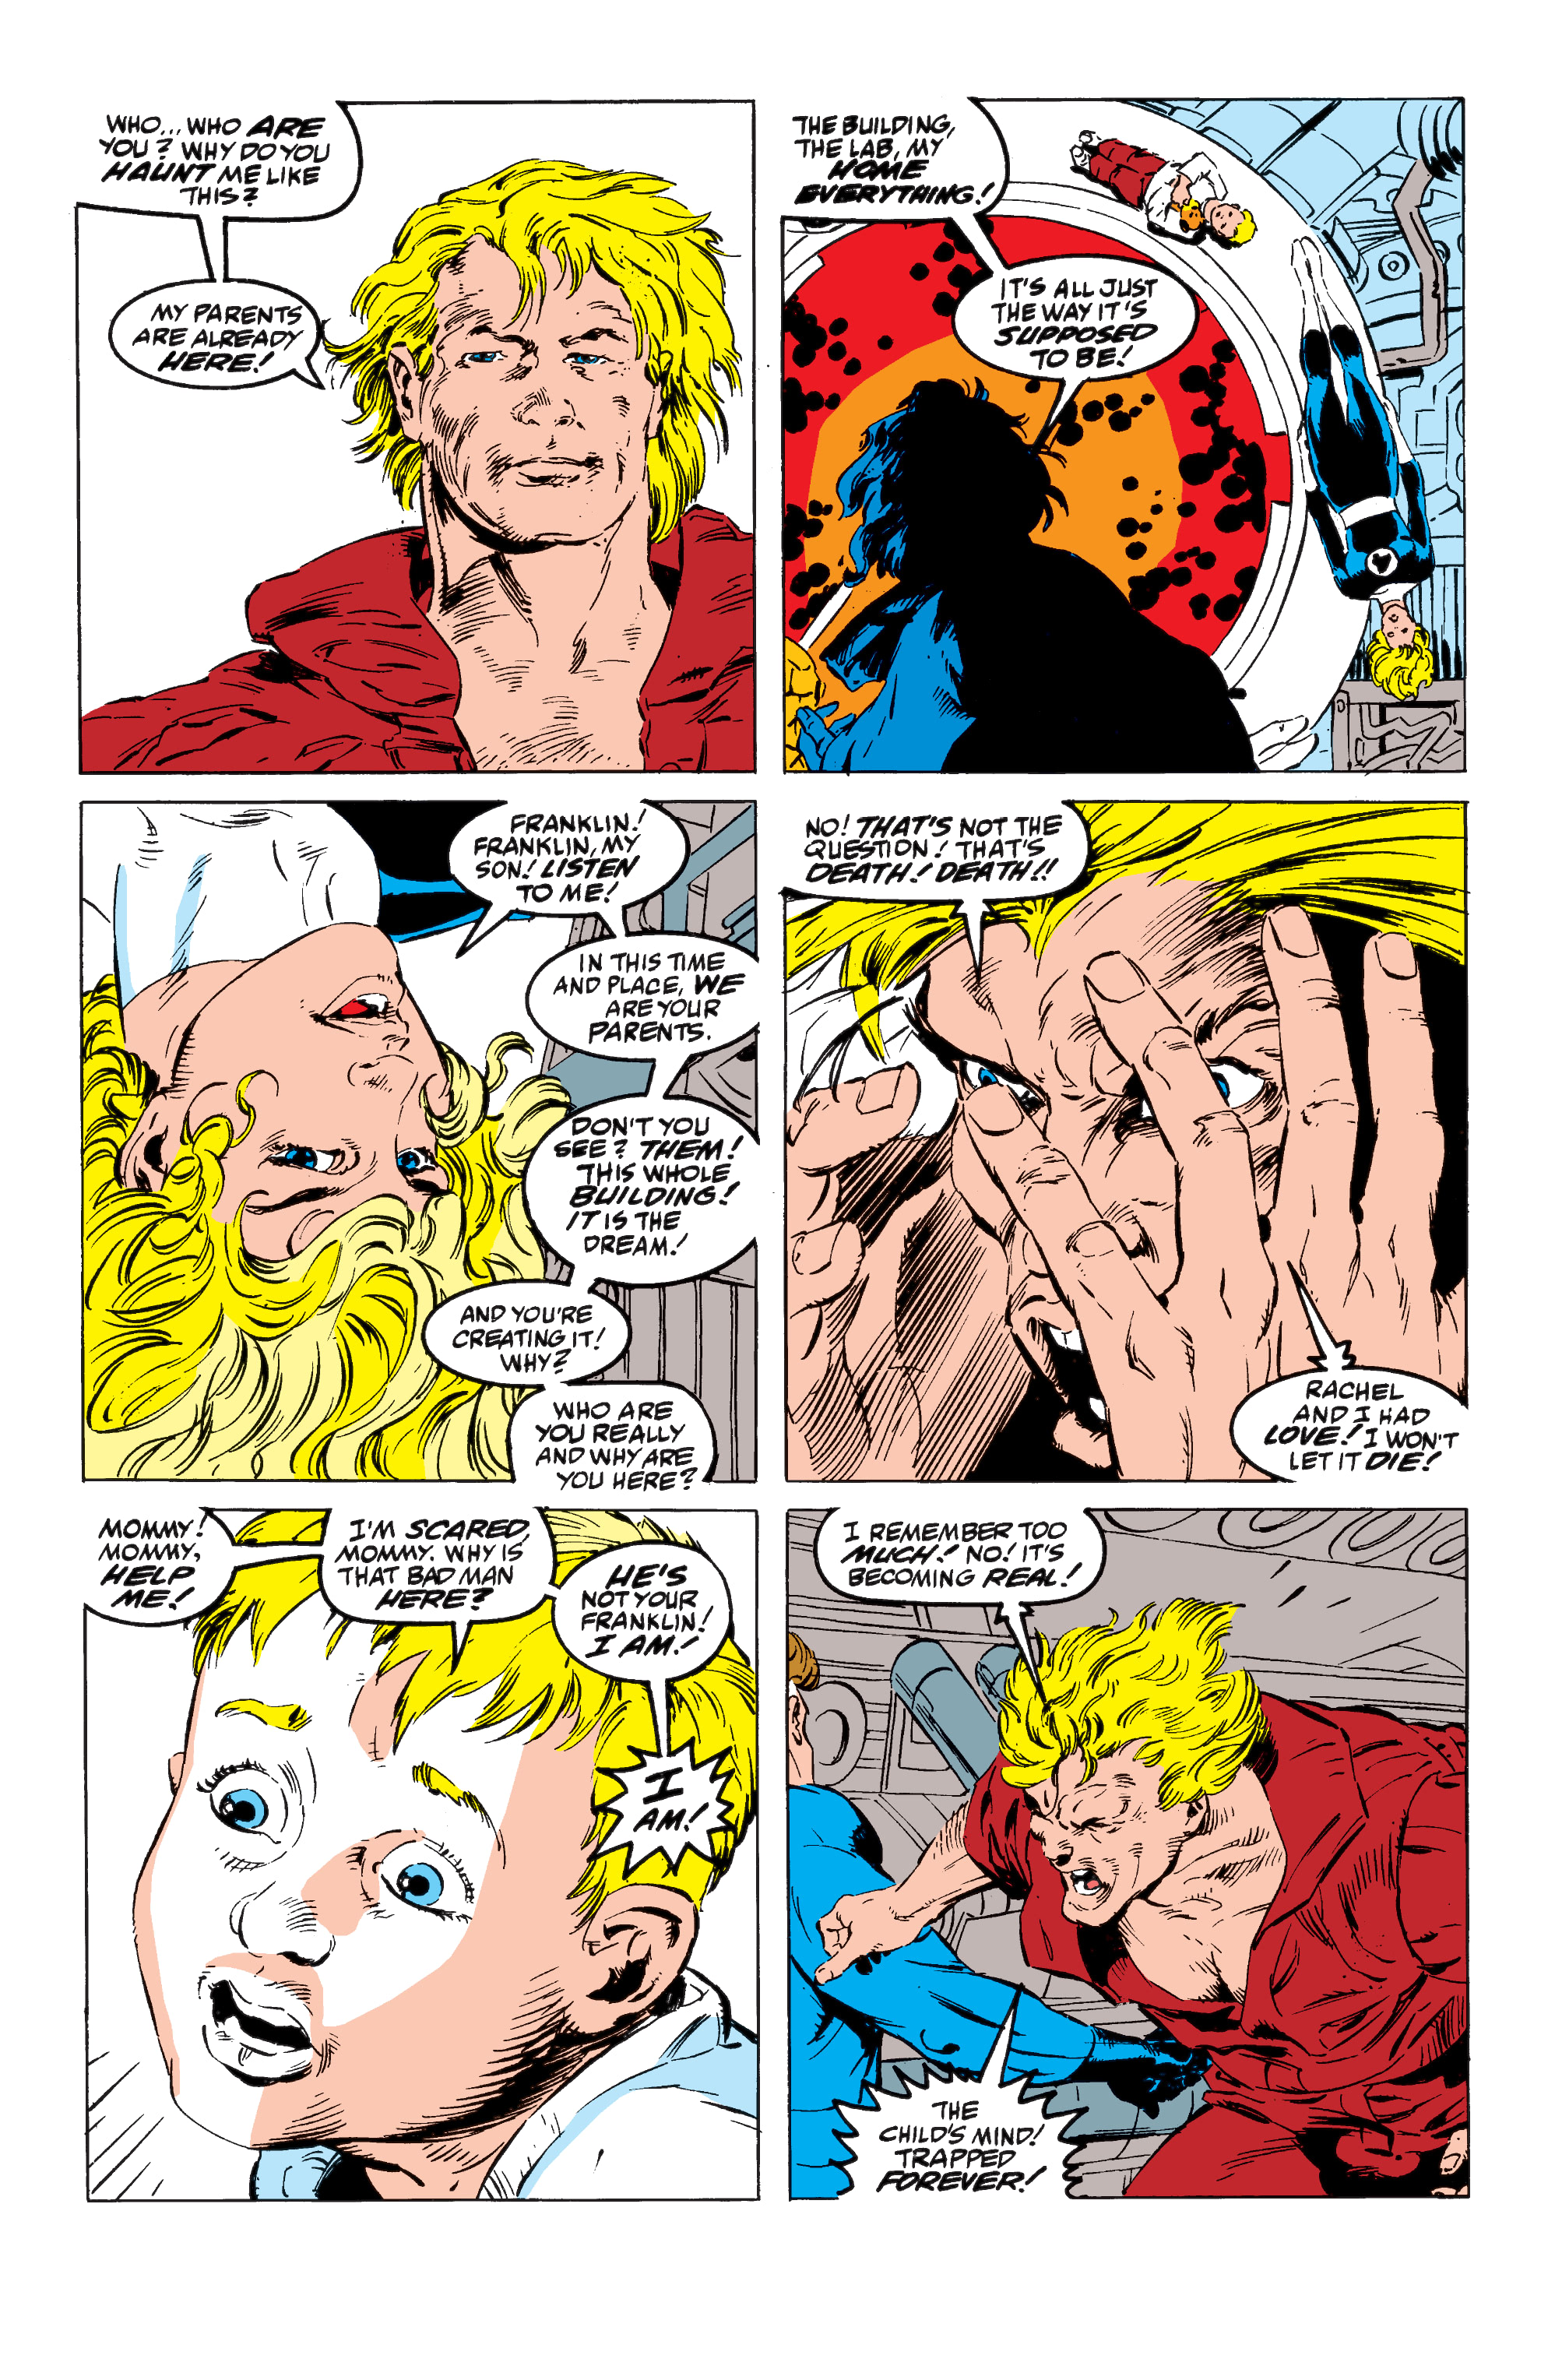 WHO... WHO ARE
YOU? WHY DO YOU
HAUNT ME LIKE
THIS?
MY PARENTS
ARE ALREADY
HERE!
THE BUILDING,
THE LAB, MY
HOME
EVERYTHING!
IT'S ALL JUST
THE WAY IT'S
SUPPOSED
TO BE!
FRANKLIN!
FRANKLIN, MY
SON! LISTEN
TO ME!
IN THIS TIME
AND PLACE, WE
ARE YOUR
PARENTS.
DON'T YOU
SEE? THEM!
THIS WHOLE
BUILDING!
IT IS THE
DREAM!
AND YOU'RE
CREATING IT!
WHY?
WHO ARE
YOU REALLY
AND WHY ARE
YOU HERE?
NO! THAT'S NOT THE
QUESTION! THAT'S
DEATH! DEATH!!
RACHEL
AND I HAD
LOVE! I WON'T
LET IT DIE!
MOMMY!
MOMMY,
HELP
ME!
I'M SCARED,
MOMMY. WHY IS
THAT BAD MAN
HERE?
HE'S
NOT YOUR
FRANKLIN!
I AM!
I
AM!
I REMEMBER TOO
MUCH! NO! IT'S
BECOMING REAL!
THE
CHILD'S MIND!
TRAPPED
FOREVER!